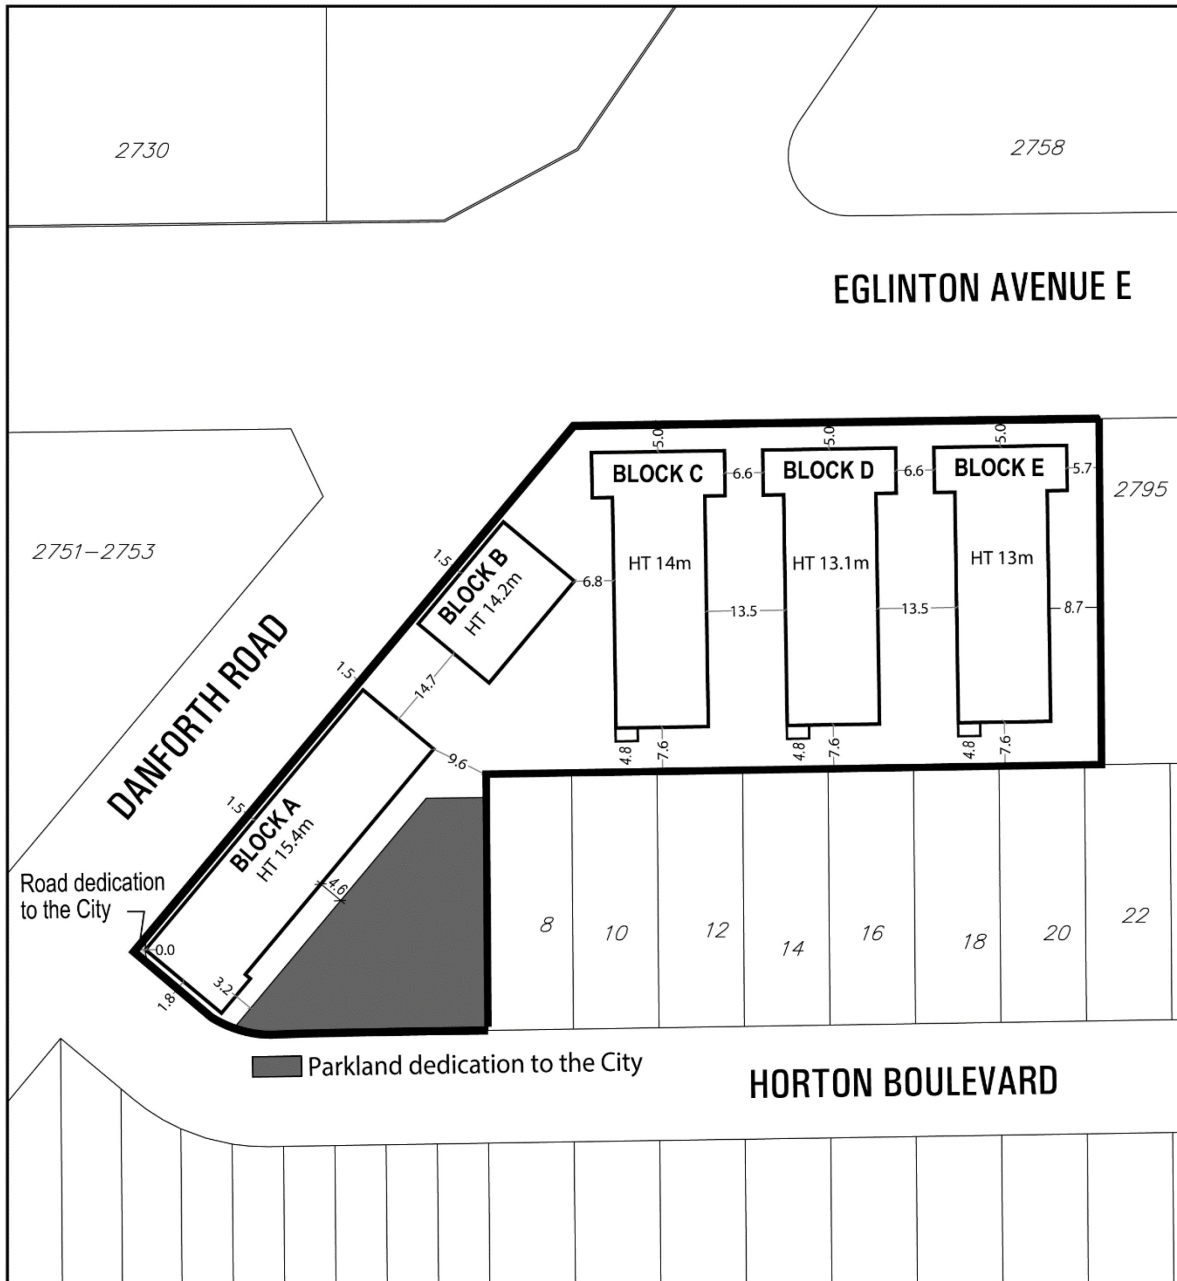 2730
2758
EGLINTON AVENUE E
5.0
5.0
5.0
BLOCK C
6.6
BLOCK D
6.6
BLOCK E
5.7
2795
2751-2753
1.5
BLOCK B
HT 14.2m
6.8
HT 14m
HT 13.1m
HT 13m
13.5
13.5
8.7
DANFORTH ROAD
1.5
14.7
4.8
7.6
4.8
7.6
4.8
7.6
9.6
1.5
BLOCK A
HT 15.4m
Road dedication
to the City
4.6
0.0
1.8
3.2
8
10
12
14
16
18
20
22
Parkland dedication to the City
HORTON BOULEVARD